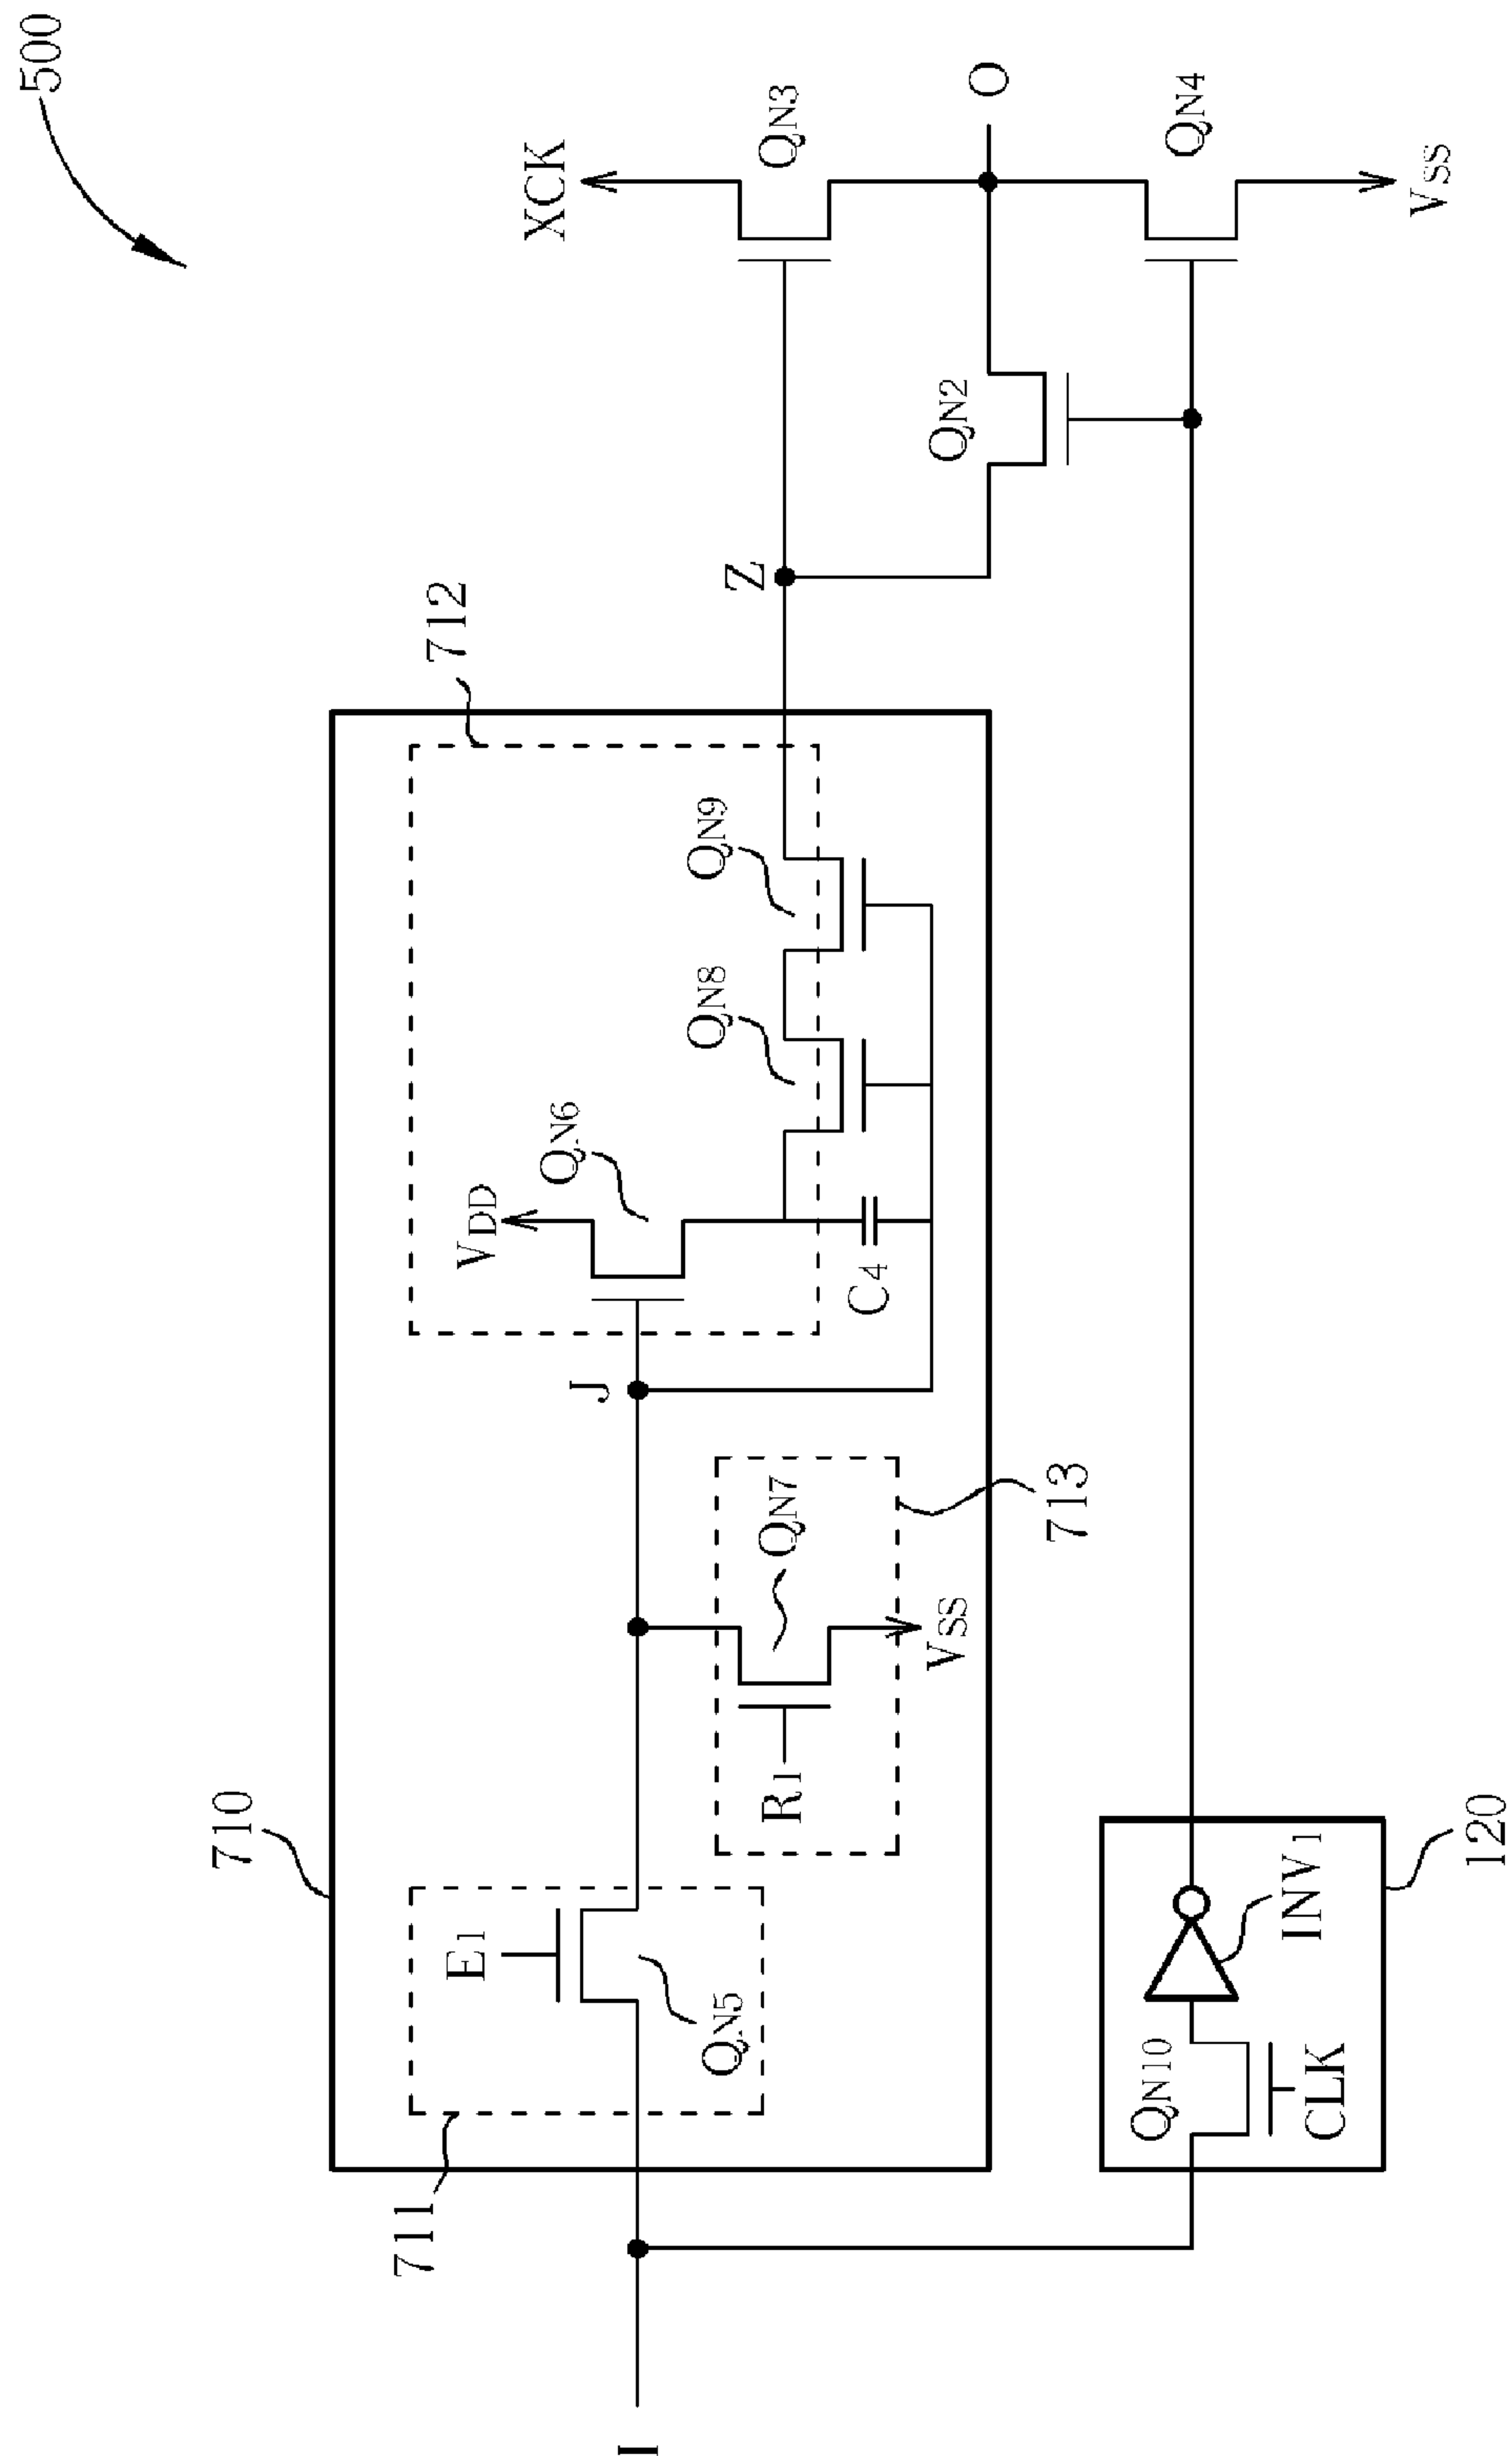 500
XCK
QN3
O
QN4
VSS
QN2
Z
712
QN9
QN8
QN6
VDD
C4
J
QN7
713
VSS
R1
710
E1
QN5
711
120
INV1
QN10
CLK
I